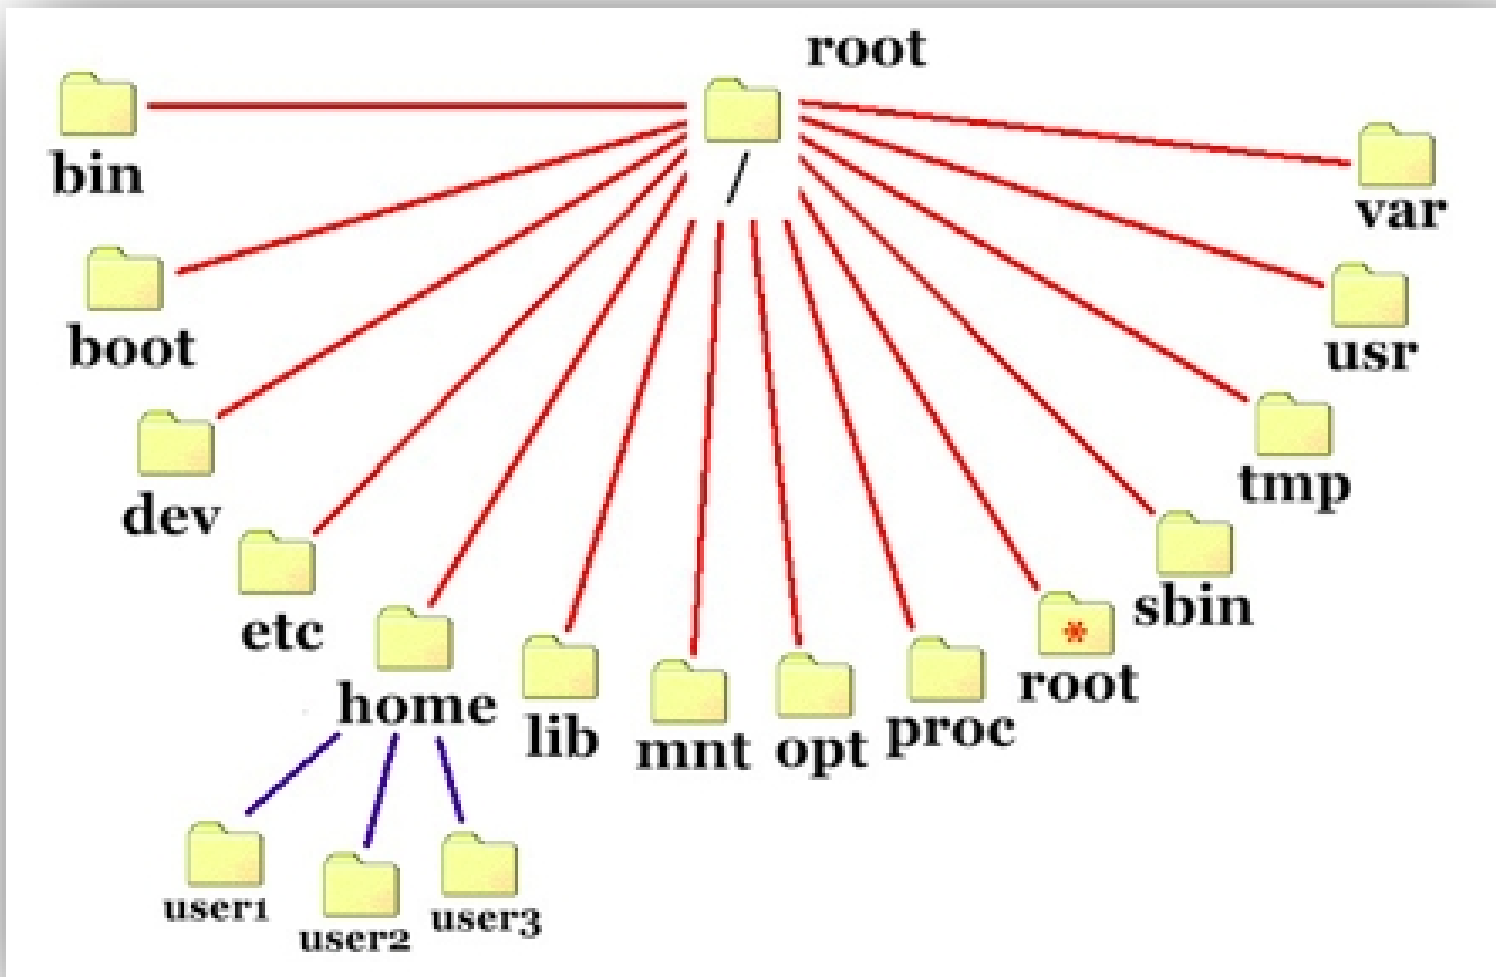 root
/
bin
var
boot
usr
dev
tmp
etc
sbin
home
lib
mnt
opt
proc
root
user1
user2
user3